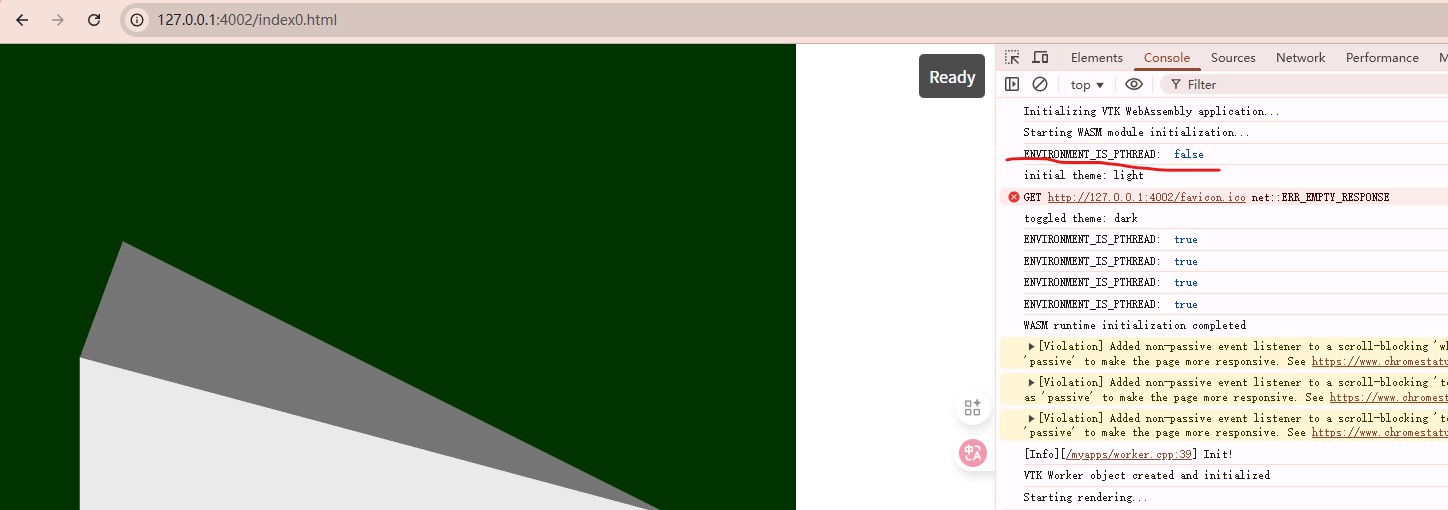 127.0.0.1:4002/index0.html
Ready
Elements Console Sources Network Performance M
top Filter
Initializing VTK WebAssembly application...
Starting WASM module initialization...
ENVIRONMENT_IS_PTHREAD: false
initial theme: light
GET http://127.0.0.1:4002/favicon.ico net::ERR_EMPTY_RESPONSE
toggled theme: dark
ENVIRONMENT_IS_PTHREAD: true
ENVIRONMENT_IS_PTHREAD: true
ENVIRONMENT_IS_PTHREAD: true
ENVIRONMENT_IS_PTHREAD: true
WASM runtime initialization completed
[Violation] Added non-passive event listener to a scroll-blocking 'wh
'passive' to make the page more responsive. See https://www.chromestatu
[Violation] Added non-passive event listener to a scroll-blocking 'to
as 'passive' to make the page more responsive. See https://www.chromest
[Violation] Added non-passive event listener to a scroll-blocking 'to
'passive' to make the page more responsive. See https://www.chromestatu
[Info][/myapps/worker.cpp:39] Init!
VTK Worker object created and initialized
Starting rendering...
中A